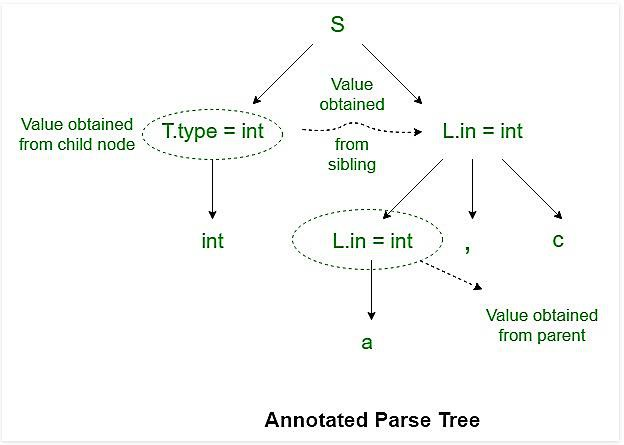 S
Value
obtained
from
sibling
Value obtained
from child node
T.type = int
L.in = int
int
L.in = int
,
c
a
Value obtained
from parent
Annotated Parse Tree